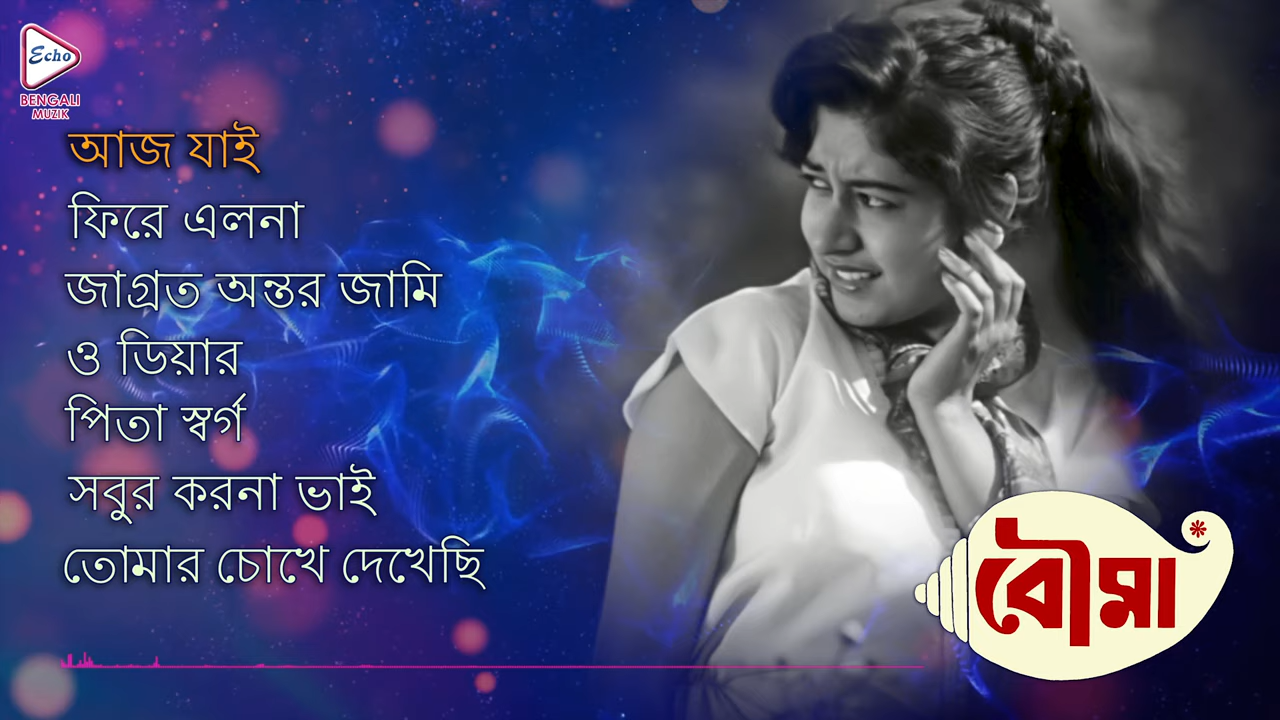 Echo
BENGALI
MUZIK
আজ যাই
ফিরে এলনা
জাগ্রত অন্তর জামি
ও ডিয়ার
পিতা স্বর্গ
সবুর করনা ভাই
তোমার চোখে দেখেছি
বৌমা